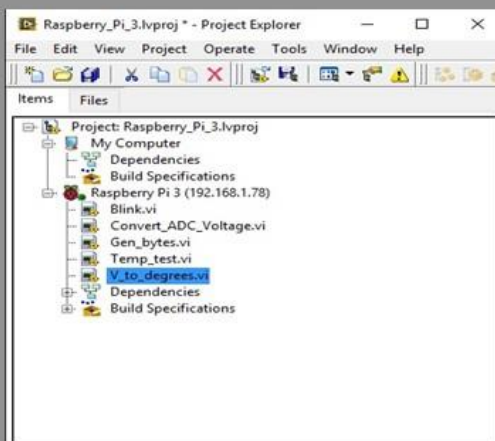 Raspberry_Pi_3.lvproj * - Project Explorer
File Edit View Project Operate Tools Window Help
Items Files
Project: Raspberry_Pi_3.lvproj
My Computer
Dependencies
Build Specifications
Raspberry Pi 3 (192.168.1.78)
Blink.vi
Convert_ADC_Voltage.vi
Gen_bytes.vi
Temp_test.vi
V_to_degrees.vi
Dependencies
Build Specifications